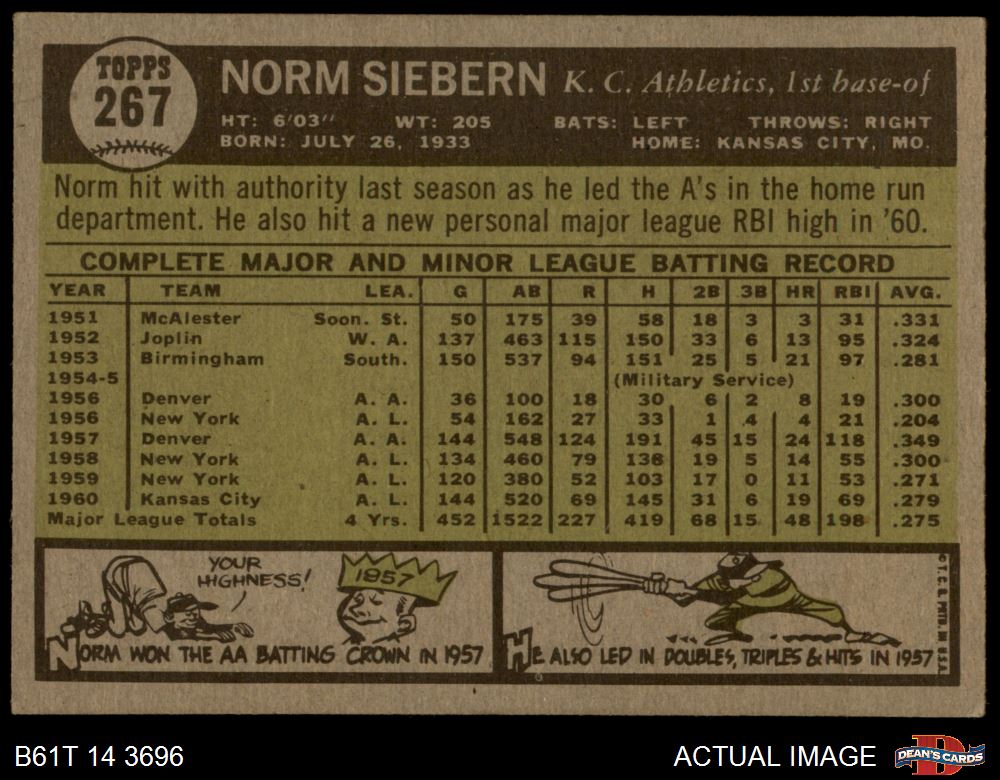 TOPPS
267
NORM SIEBERN K. C. Athletics, 1st base-of
HT: 6'03" WT: 205 BATS: LEFT THROWS: RIGHT
BORN: JULY 26, 1933 HOME: KANSAS CITY, MO.
Norm hit with authority last season as he led the A's in the home run
department. He also hit a new personal major league RBI high in '60.
COMPLETE MAJOR AND MINOR LEAGUE BATTING RECORD
YEAR TEAM LEA. G AB R H 2B 3B HR RBI AVG.
1951 McAlester Soon. St. 50 175 39 58 18 3 3 31 .331
1952 Joplin W. A. 137 463 115 150 33 6 13 95 .324
1953 Birmingham South. 150 537 94 151 25 5 21 97 .281
1954-5 (Military Service)
1956 Denver A. A. 36 100 18 30 6 2 8 19 .300
1956 New York A. L. 54 162 27 33 1 4 4 21 .204
1957 Denver A. A. 144 548 124 191 45 15 24 118 .349
1958 New York A. L. 134 460 79 138 19 5 14 55 .300
1959 New York A. L. 120 380 52 103 17 0 11 53 .271
1960 Kansas City A. L. 144 520 69 145 31 6 19 69 .279
Major League Totals 4 Yrs. 452 1522 227 419 68 15 48 198 .275
YOUR
HIGHNESS!
1957
NORM WON THE AA BATTING CROWN IN 1957
HE ALSO LED IN DOUBLES, TRIPLES & HITS IN 1957
© T. C. G. PRTD. IN U.S.A.
B61T 14 3696
ACTUAL IMAGE
D
DEAN'S CARDS